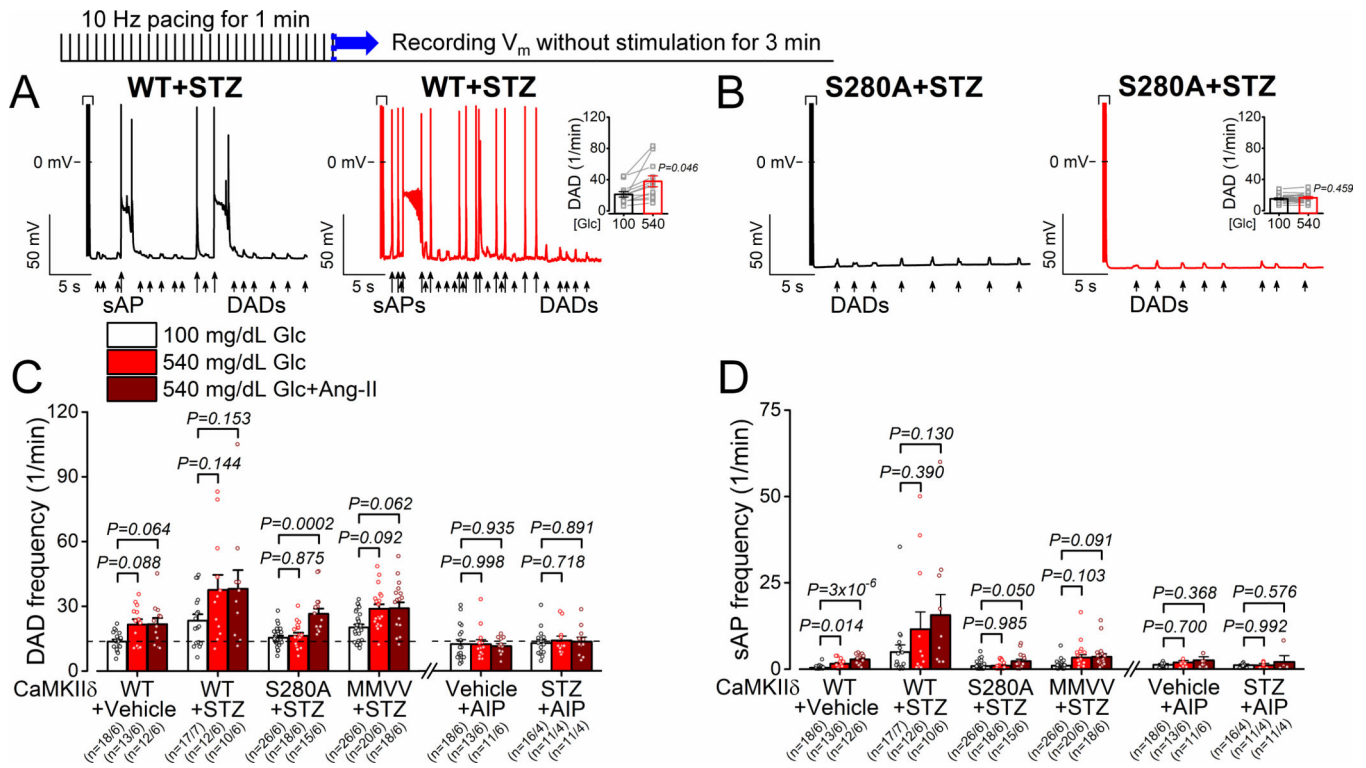 10 Hz pacing for 1 min
Recording Vm without stimulation for 3 min
A
WT+STZ
WT+STZ
B
S280A+STZ
S280A+STZ
0 mV
50 mV
5 s
sAP
DADs
0 mV
50 mV
5 s
sAPs
DADs
DAD (1/min)
120
80
40
0
P=0.046
[Glc]
100
540
0 mV
50 mV
5 s
DADs
0 mV
50 mV
5 s
DADs
DAD (1/min)
120
80
40
0
P=0.459
[Glc]
100
540
100 mg/dL Glc
540 mg/dL Glc
540 mg/dL Glc+Ang-II
C
DAD frequency (1/min)
120
90
60
30
0
P=0.064
P=0.088
P=0.153
P=0.144
P=0.0002
P=0.875
P=0.062
P=0.092
P=0.935
P=0.998
P=0.891
P=0.718
CaMKIIδ
WT
+Vehicle
WT
+STZ
S280A
+STZ
MMVV
+STZ
Vehicle
+AIP
STZ
+AIP
(n=18/6)
(n=13/6)
(n=12/6)
(n=17/7)
(n=12/6)
(n=10/6)
(n=26/6)
(n=18/6)
(n=15/6)
(n=26/6)
(n=20/6)
(n=18/6)
(n=18/6)
(n=13/6)
(n=11/6)
(n=16/4)
(n=11/4)
(n=11/4)
D
sAP frequency (1/min)
75
50
25
0
P=3x10-6
P=0.014
P=0.130
P=0.390
P=0.050
P=0.985
P=0.091
P=0.103
P=0.368
P=0.700
P=0.576
P=0.992
CaMKIIδ
WT
+Vehicle
WT
+STZ
S280A
+STZ
MMVV
+STZ
Vehicle
+AIP
STZ
+AIP
(n=18/6)
(n=13/6)
(n=12/6)
(n=17/7)
(n=12/6)
(n=10/6)
(n=26/6)
(n=18/6)
(n=15/6)
(n=26/6)
(n=20/6)
(n=18/6)
(n=18/6)
(n=13/6)
(n=11/6)
(n=16/4)
(n=11/4)
(n=11/4)